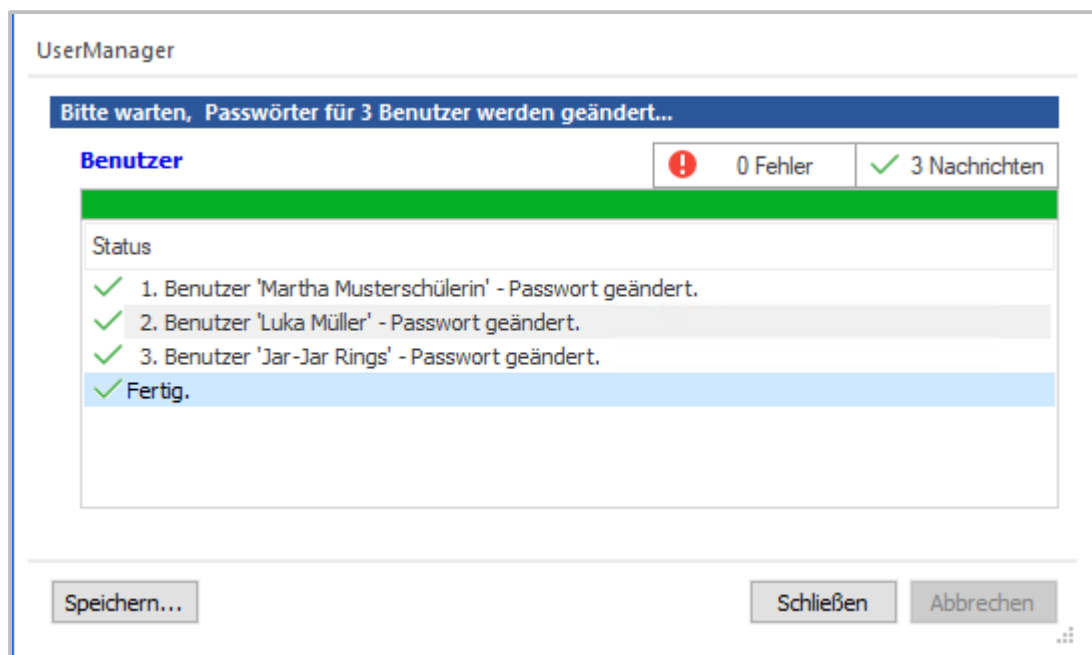 UserManager
Bitte warten, Passwörter für 3 Benutzer werden geändert...
Benutzer
0 Fehler
3 Nachrichten
Status
1. Benutzer 'Martha Musterschülerin' - Passwort geändert.
2. Benutzer 'Luka Müller' - Passwort geändert.
3. Benutzer 'Jar-Jar Rings' - Passwort geändert.
Fertig.
Speichern...
Schließen
Abbrechen